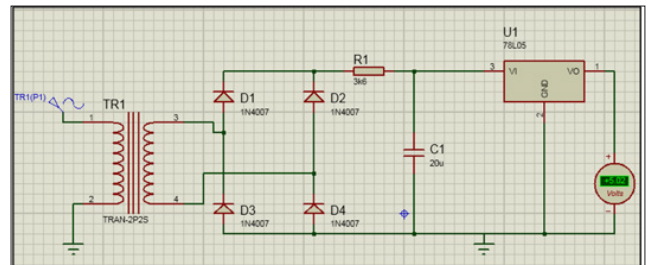 U1
78L05
R1
3k6
3
VI
VO
1
GND
2
TR1(P1)
TR1
1
3
2
4
TRAN-2P2S
D1
1N4007
D2
1N4007
C1
20u
D3
1N4007
D4
1N4007
+
+5.02
Volts
-